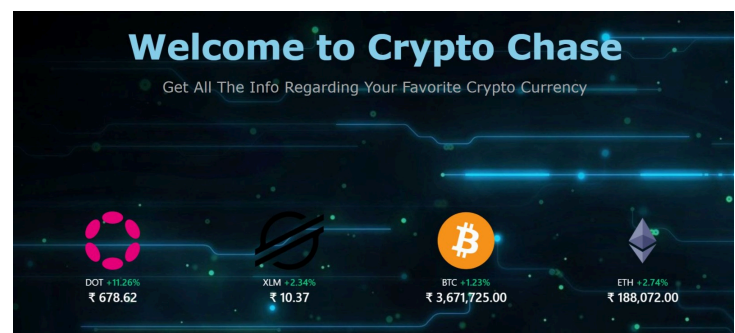 Welcome to Crypto Chase
Get All The Info Regarding Your Favorite Crypto Currency
DOT +11.26%
₹ 678.62
XLM +2.34%
₹ 10.37
BTC +1.23%
₹ 3,671,725.00
ETH +2.74%
₹ 188,072.00